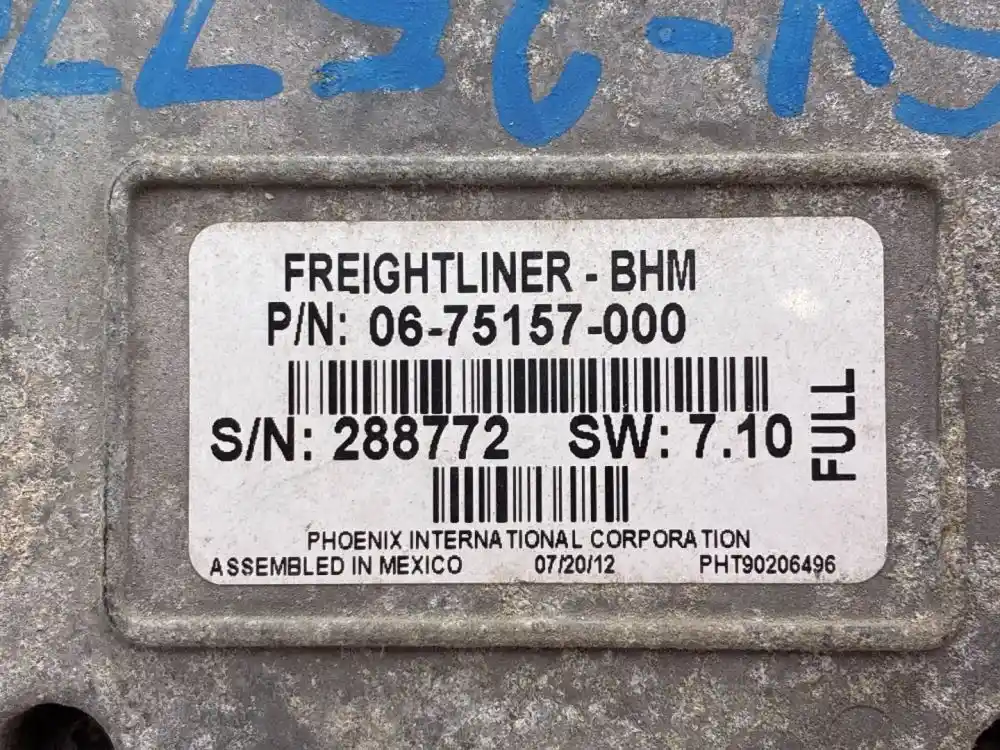 FREIGHTLINER - BHM
P/N: 06-75157-000
S/N: 288772 SW: 7.10
FULL
PHOENIX INTERNATIONAL CORPORATION
ASSEMBLED IN MEXICO 07/20/12 PHT90206496